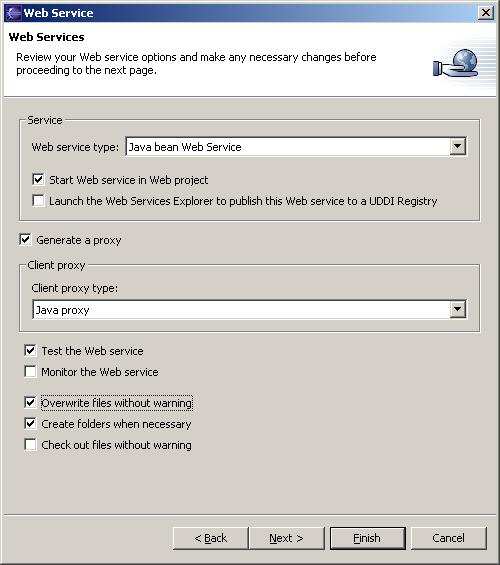 Web Service
Web Services
Review your Web service options and make any necessary changes before
proceeding to the next page.
Service
Web service type: Java bean Web Service
Start Web service in Web project
Launch the Web Services Explorer to publish this Web service to a UDDI Registry
Generate a proxy
Client proxy
Client proxy type:
Java proxy
Test the Web service
Monitor the Web service
Overwrite files without warning
Create folders when necessary
Check out files without warning
< Back Next > Finish Cancel